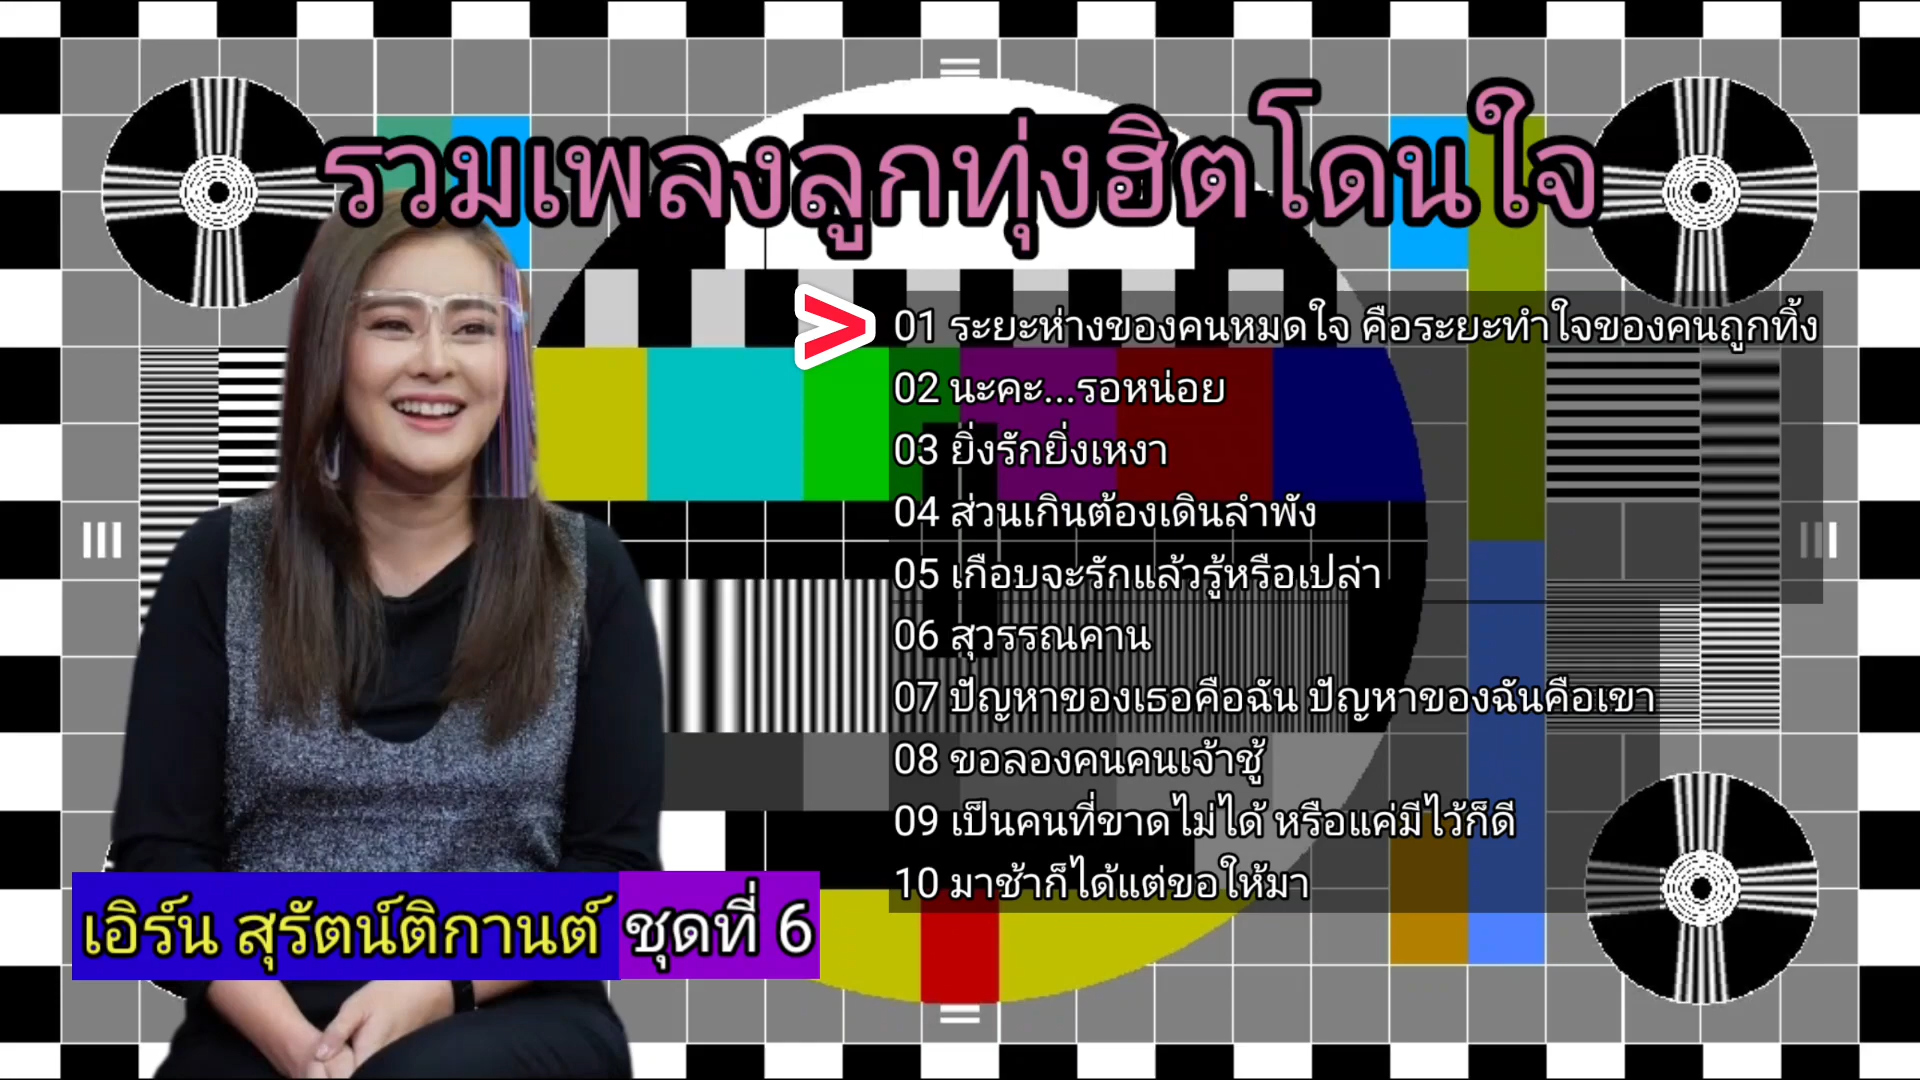 รวมเพลงลูกทุ่งฮิตโดนใจ
> 01 ระยะห่างของคนหมดใจ คือระยะทำใจของคนถูกทิ้ง
02 นะคะ...รอหน่อย
03 ยิ่งรักยิ่งเหงา
04 ส่วนเกินต้องเดินลำพัง
05 เกือบจะรักแล้วรู้หรือเปล่า
06 สุวรรณคาน
07 ปัญหาของเธอคือฉัน ปัญหาของฉันคือเขา
08 ขอลองคนคนเจ้าชู้
09 เป็นคนที่ขาดไม่ได้ หรือแค่มีไว้ก็ดี
10 มาช้าก็ได้แต่ขอให้มา
เอิร์น สุรัตน์ติกานต์ ชุดที่ 6